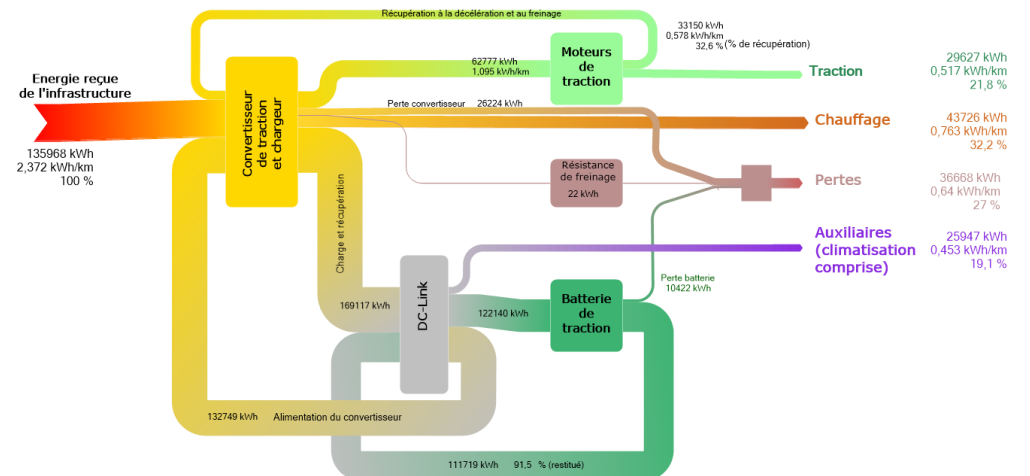 Récupération à la décélération et au freinage
33150 kWh
0,578 kWh/km
32,6 % (% de récupération)
Energie reçue
de l'infrastructure
135968 kWh
2,372 kWh/km
100 %
Convertisseur
de traction
et chargeur
62777 kWh
1,095 kWh/km
Moteurs
de
traction
Traction
29627 kWh
0,517 kWh/km
21,8 %
Perte convertisseur 26224 kWh
Chauffage
43726 kWh
0,763 kWh/km
32,2 %
Résistance
de freinage
22 kWh
Pertes
36668 kWh
0,64 kWh/km
27 %
Charge et récupération
Auxiliaires
(climatisation
comprise)
25947 kWh
0,453 kWh/km
19,1 %
Perte batterie
10422 kWh
169117 kWh
DC-Link
122140 kWh
Batterie
de
traction
132749 kWh Alimentation du convertisseur
111719 kWh 91,5 % (restitué)